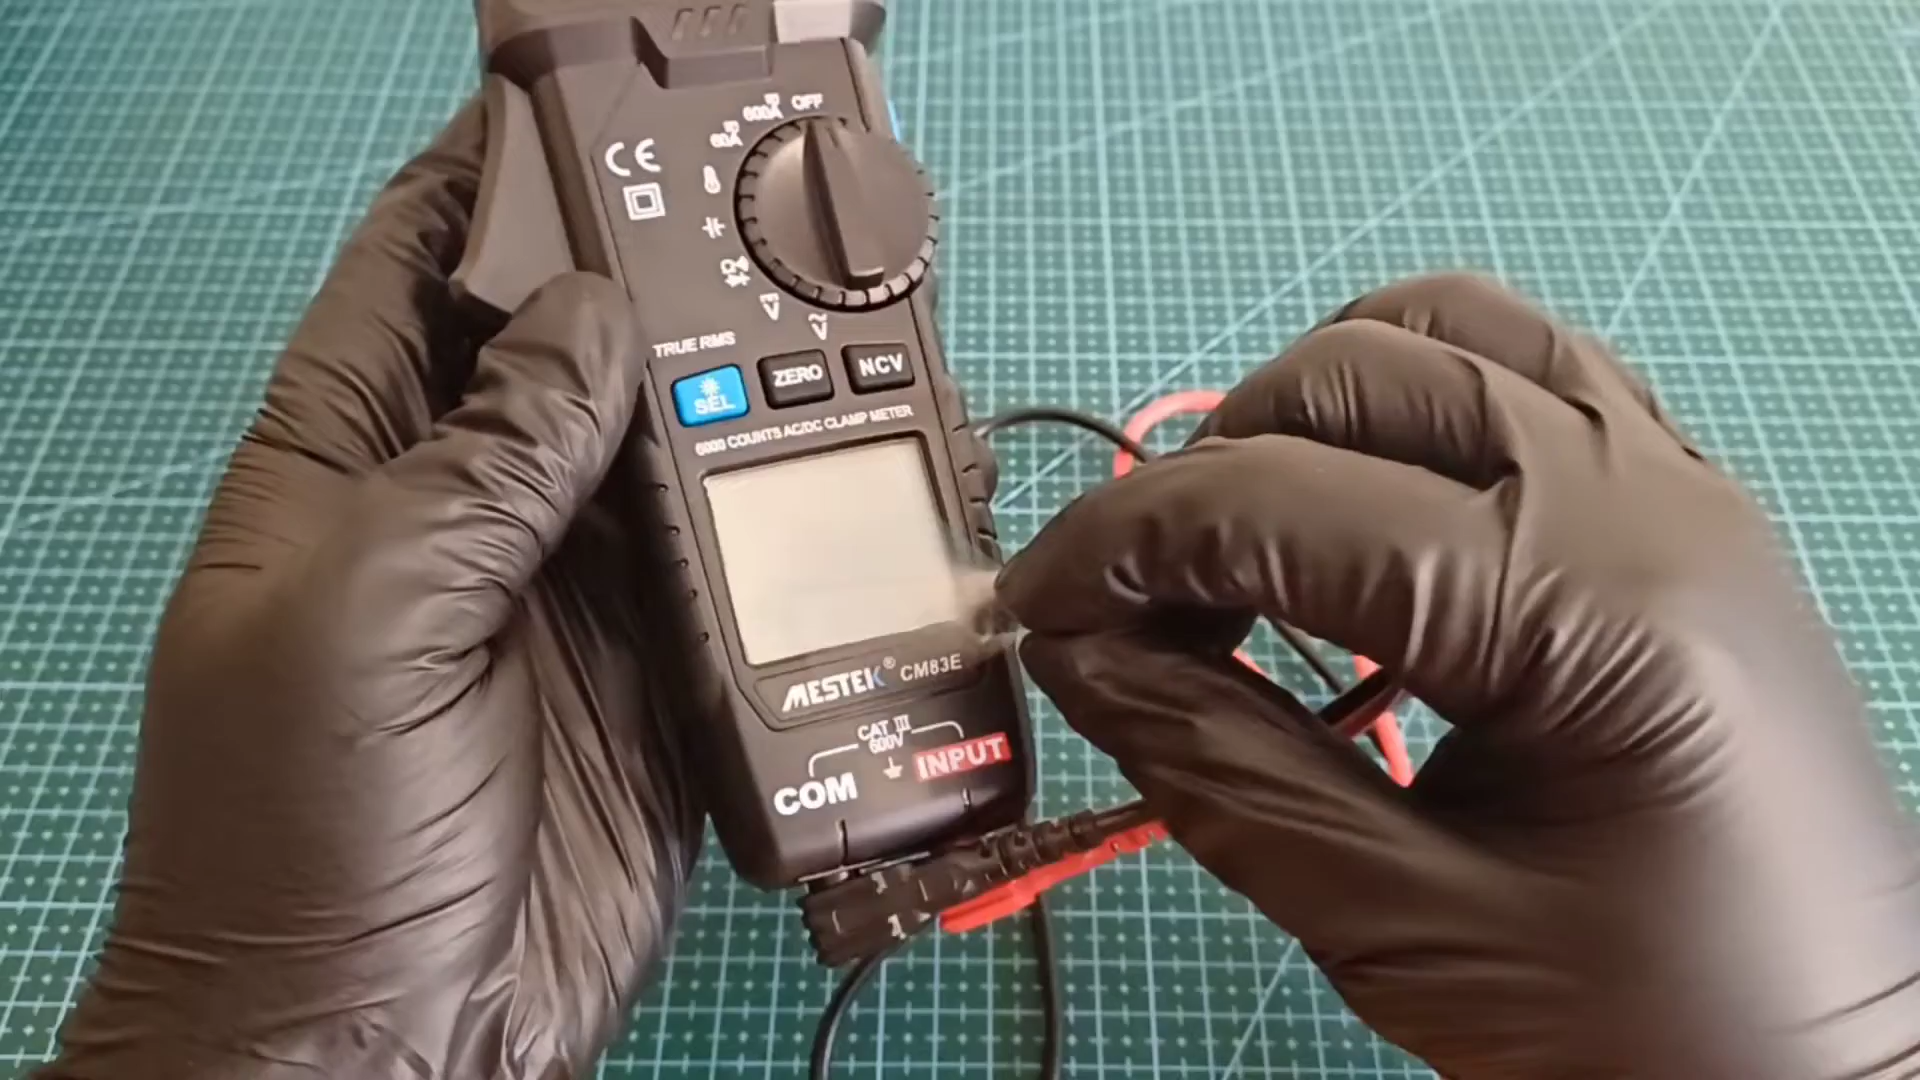 OFF
600A
60A
CE
V
V
TRUE RMS
SEL
ZERO
NCV
6000 COUNTS AC/DC CLAMP METER
MESTEK® CM83E
CAT III
600V
COM
INPUT